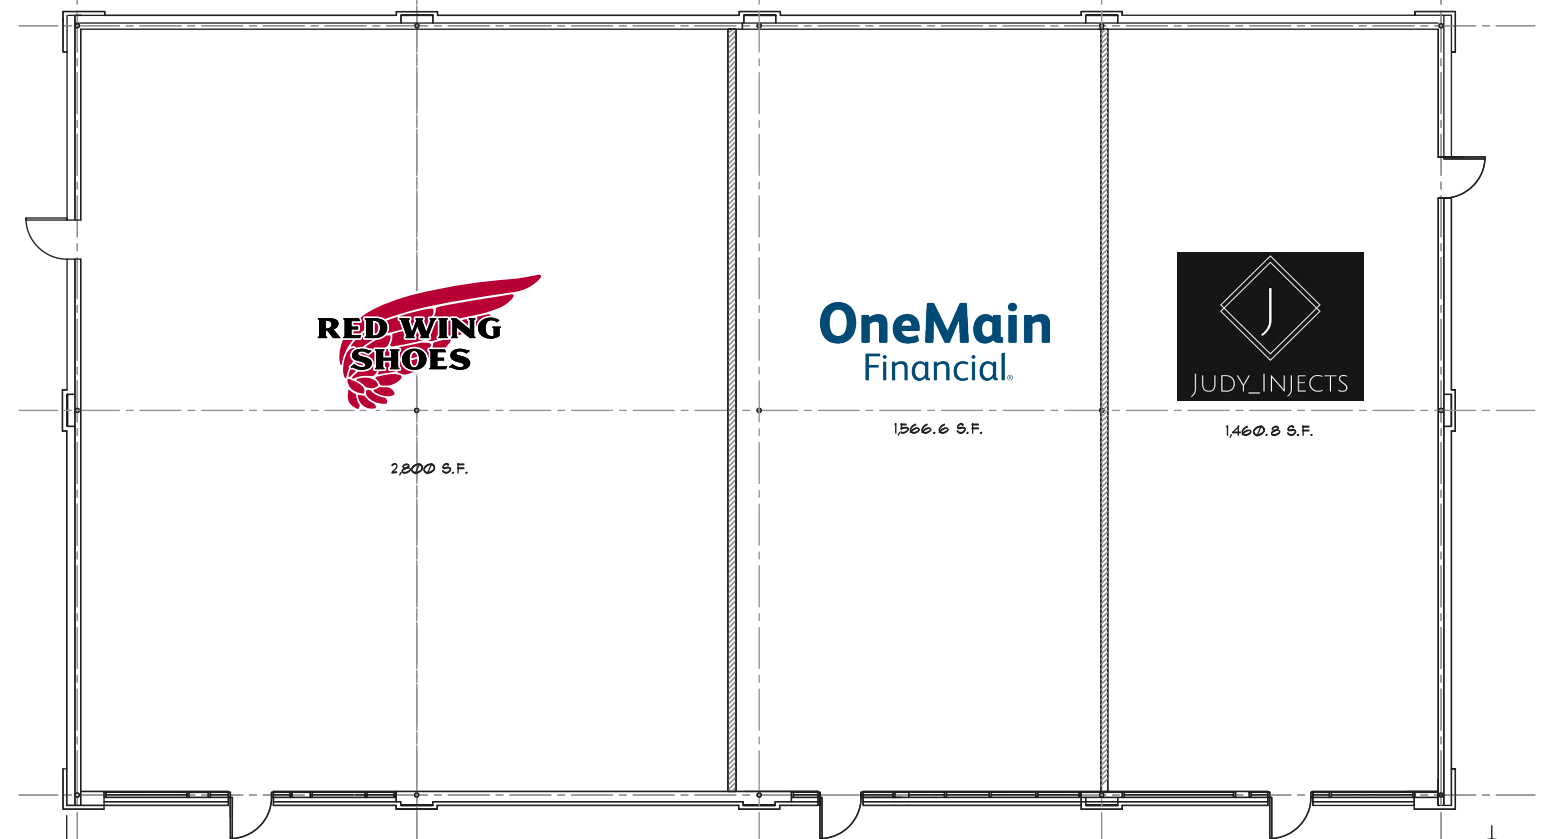 RED WING
SHOES
2,800 S.F.
OneMain
Financial®
1,566.6 S.F.
J
JUDY_INJECTS
1,460.8 S.F.